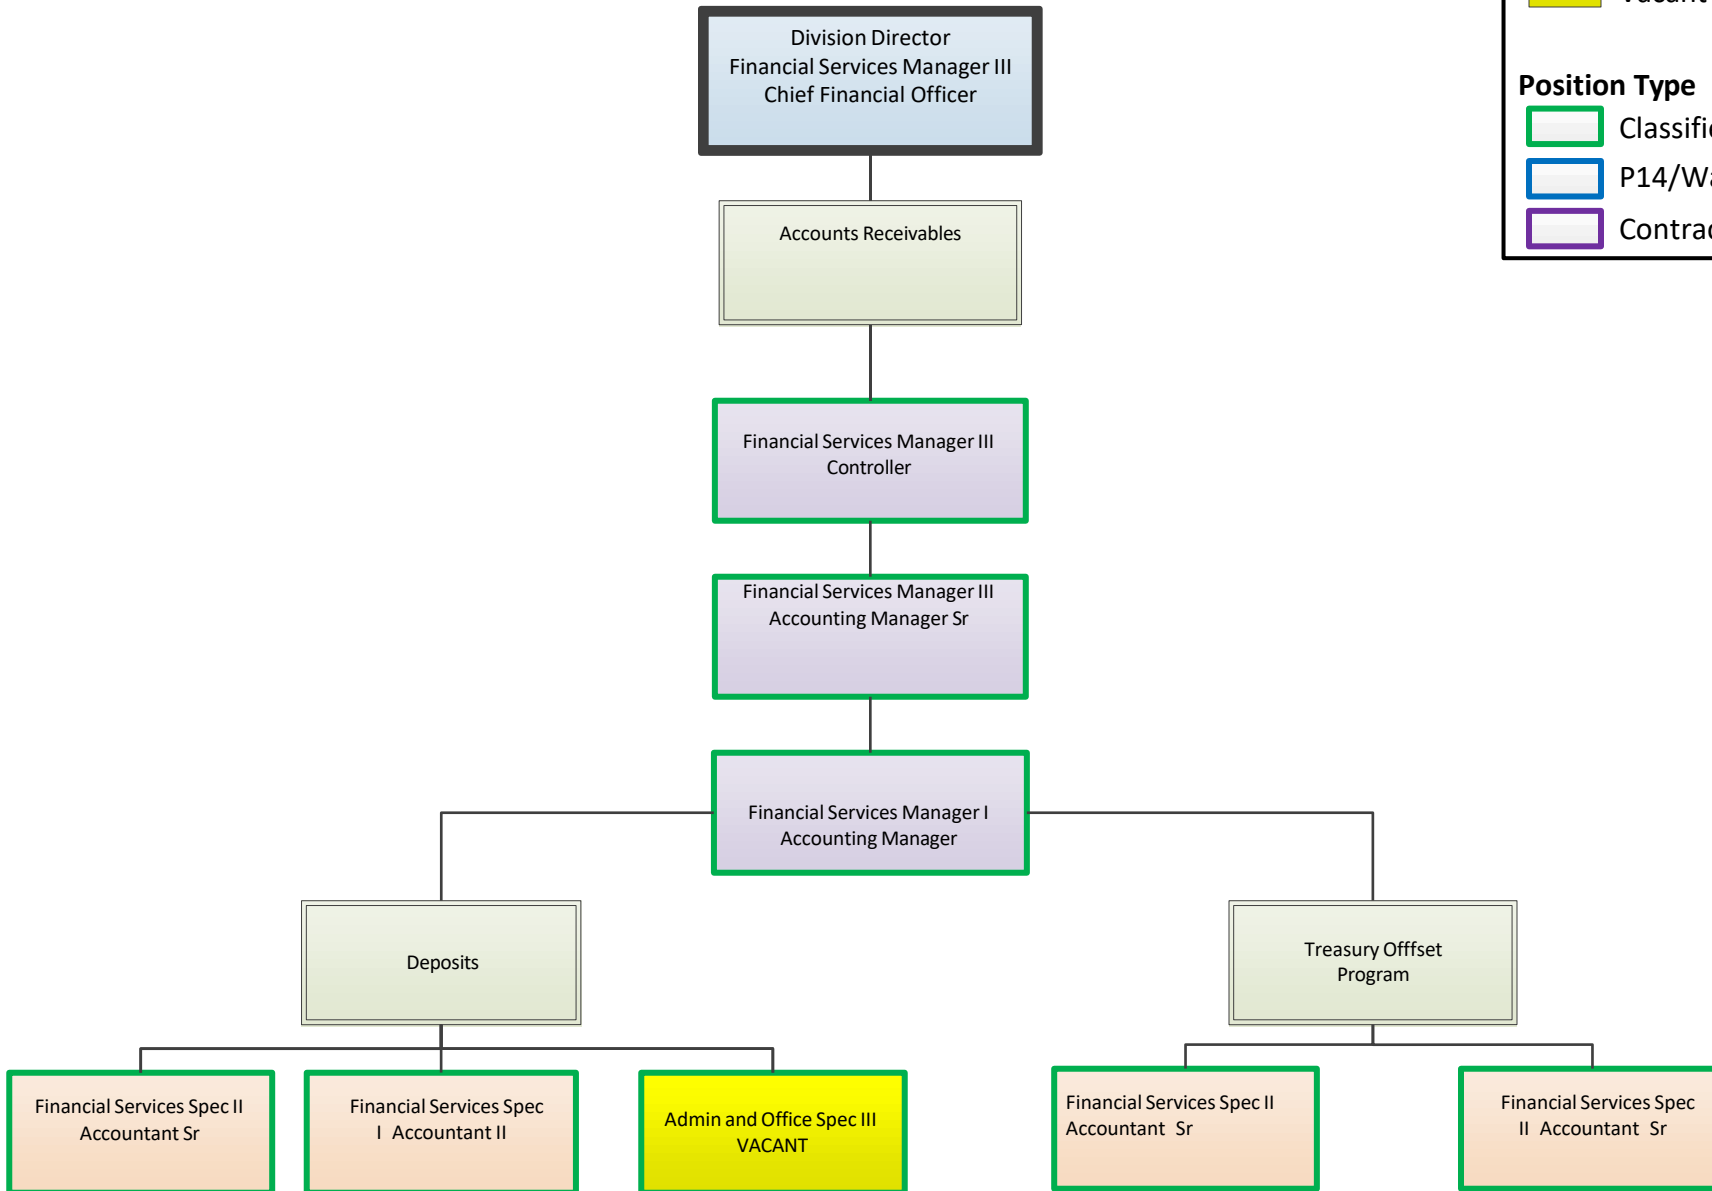 Division Director
Financial Services Manager III
Chief Financial Officer
Position Type
Accounts Receivables
Financial Services Manager III
Controller
Financial Services Manager III
Accounting Manager Sr
Financial Services Manager I
Accounting Manager
Deposits
Treasury Offfset
Program
Financial Services Spec II
Accountant Sr
Financial Services Spec
I Accountant II
Admin and Office Spec III
VACANT
Financial Services Spec II
Accountant Sr
Financial Services Spec
II Accountant Sr